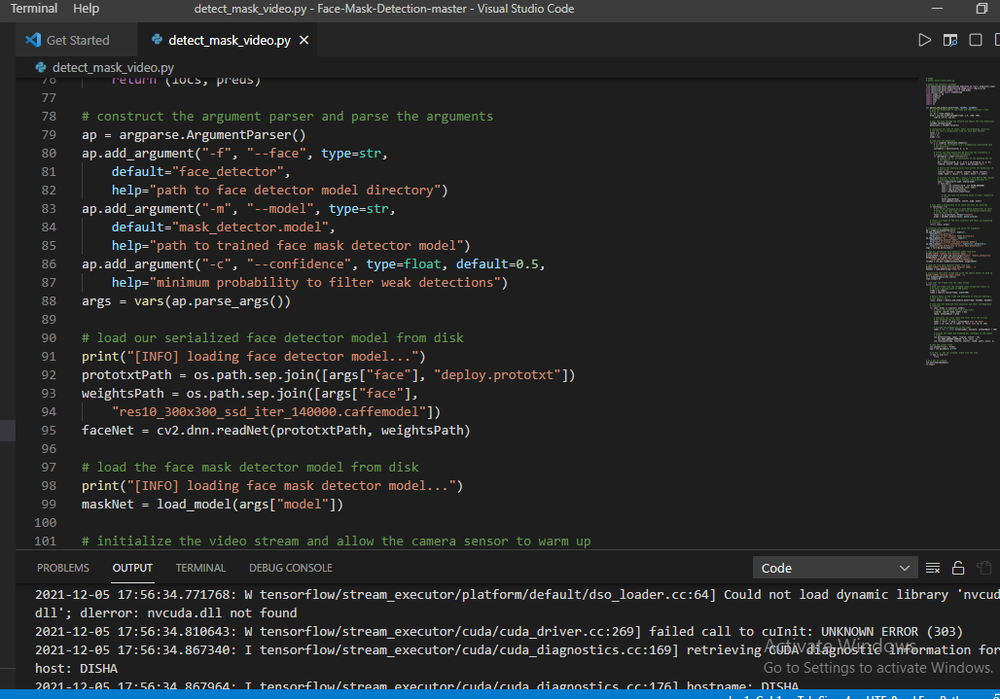 Terminal Help detect_mask_video.py - Face-Mask-Detection-master - Visual Studio Code
Get Started detect_mask_video.py
detect_mask_video.py
76 return (locs, preds)
77
78 # construct the argument parser and parse the arguments
79 ap = argparse.ArgumentParser()
80 ap.add_argument("-f", "--face", type=str,
81 default="face_detector",
82 help="path to face detector model directory")
83 ap.add_argument("-m", "--model", type=str,
84 default="mask_detector.model",
85 help="path to trained face mask detector model")
86 ap.add_argument("-c", "--confidence", type=float, default=0.5,
87 help="minimum probability to filter weak detections")
88 args = vars(ap.parse_args())
89
90 # load our serialized face detector model from disk
91 print("[INFO] loading face detector model...")
92 prototxtPath = os.path.sep.join([args["face"], "deploy.prototxt"])
93 weightsPath = os.path.sep.join([args["face"],
94 "res10_300x300_ssd_iter_140000.caffemodel"])
95 faceNet = cv2.dnn.readNet(prototxtPath, weightsPath)
96
97 # load the face mask detector model from disk
98 print("[INFO] loading face mask detector model...")
99 maskNet = load_model(args["model"])
100
101 # initialize the video stream and allow the camera sensor to warm up
PROBLEMS OUTPUT TERMINAL DEBUG CONSOLE Code
2021-12-05 17:56:34.771768: W tensorflow/stream_executor/platform/default/dso_loader.cc:64] Could not load dynamic library 'nvcud
dll'; dlerror: nvcuda.dll not found
2021-12-05 17:56:34.810643: W tensorflow/stream_executor/cuda/cuda_driver.cc:269] failed call to cuInit: UNKNOWN ERROR (303)
2021-12-05 17:56:34.867340: I tensorflow/stream_executor/cuda/cuda_diagnostics.cc:169] retrieving CUDA diagnostic information for
host: DISHA
2021-12-05 17:56:34.867964: I tensorflow/stream_executor/cuda/cuda_diagnostics.cc:176] hostname: DISHA
Activate Windows
Go to Settings to activate Windows.